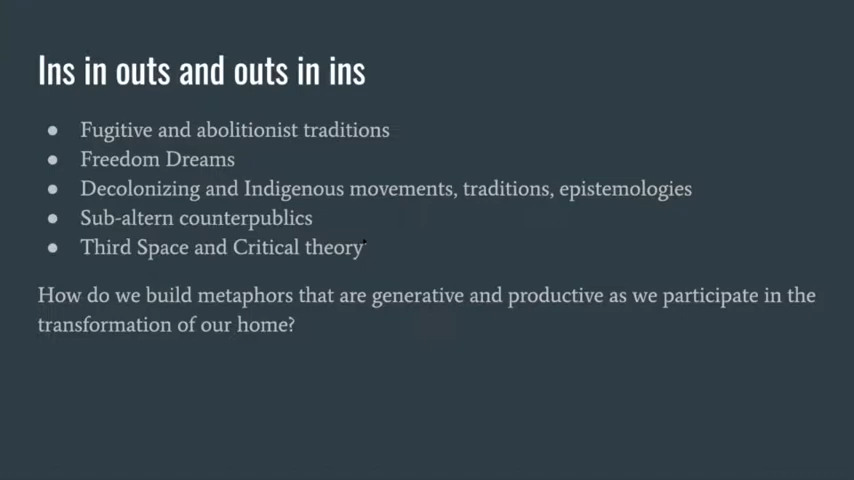 Ins in outs and outs in ins
● Fugitive and abolitionist traditions
● Freedom Dreams
● Decolonizing and Indigenous movements, traditions, epistemologies
● Sub-altern counterpublics
● Third Space and Critical theory
How do we build metaphors that are generative and productive as we participate in the
transformation of our home?